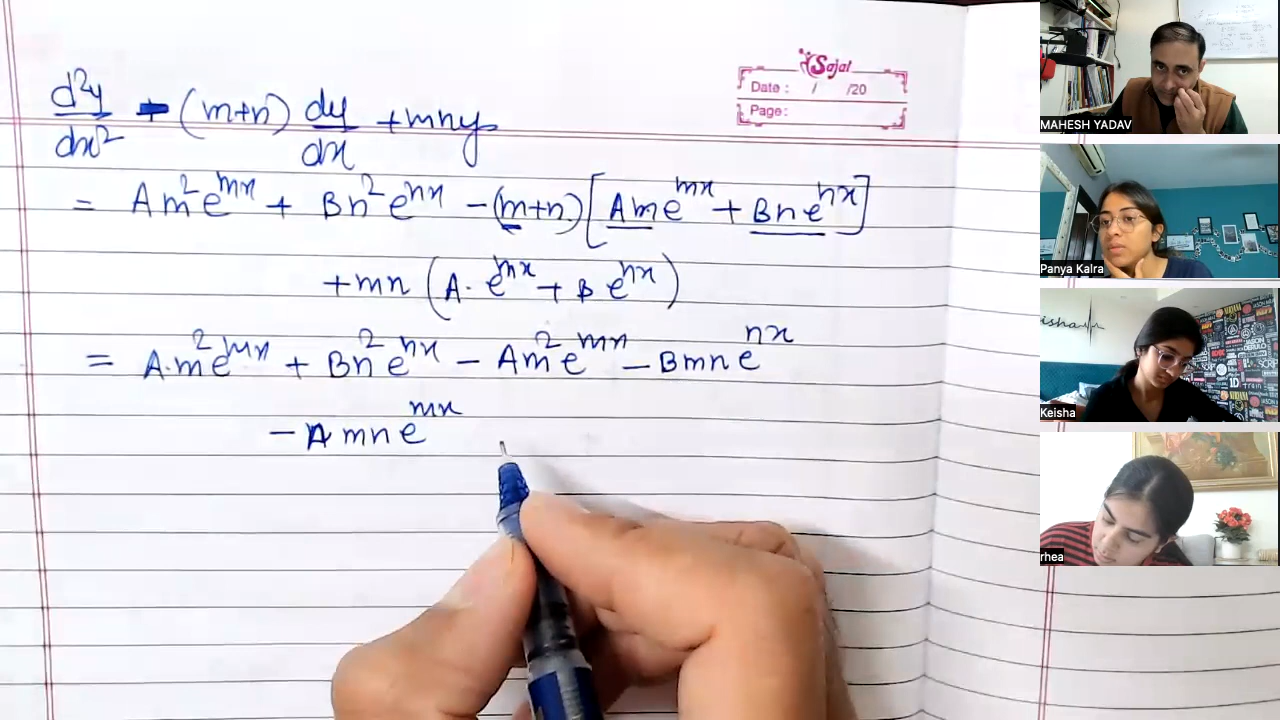 Sajal
Date : / /20
Page:
d²y/dx² - (m+n) dy/dx + mny
= Am²e^mx + Bn²e^nx - (m+n)[Ame^mx + Bne^nx]
+mn (A. e^mx + B e^nx)
= A.m²e^mx + Bn²e^nx - Am²e^mx - Bmne^nx
- Amne^mx
MAHESH YADAV
Panya Kalra
Keisha
rhea